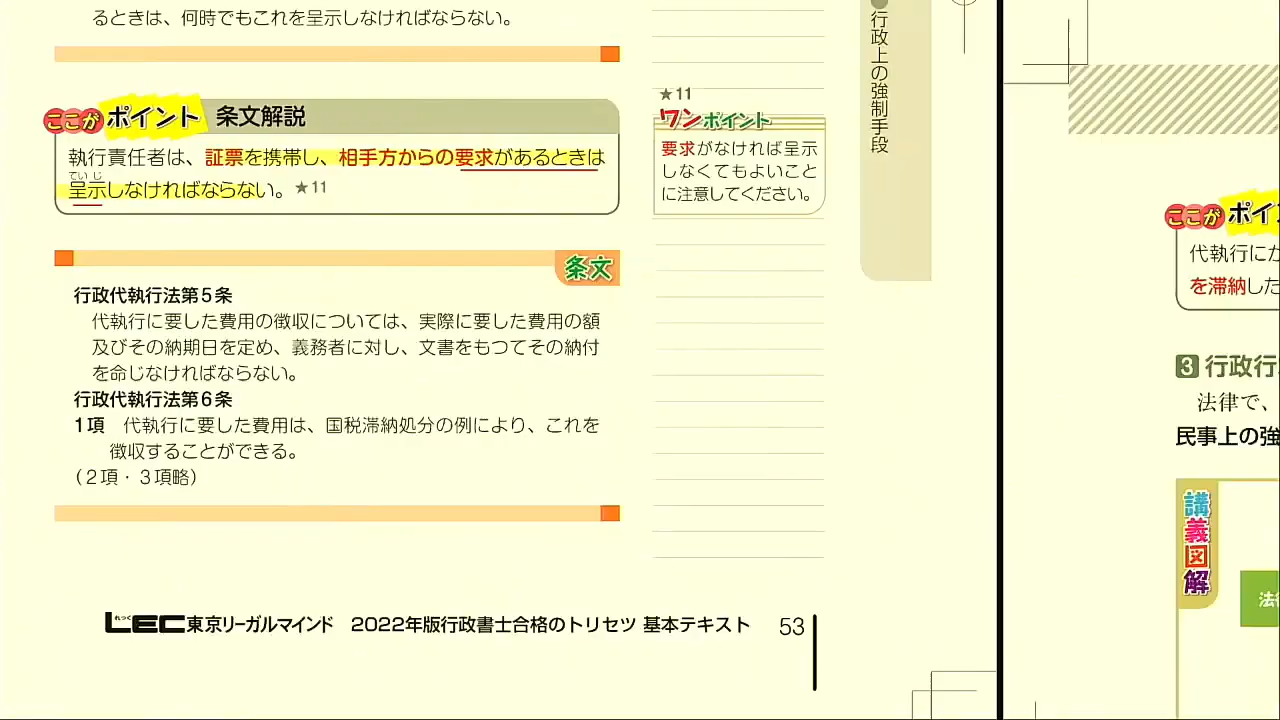 るときは、何時でもこれを呈示しなければならない。
ここが ポイント 条文解説
執行責任者は、証票を携帯し、相手方からの要求があるときは
てい じ
呈示しなければならない。★11
★11
ワンポイント
要求がなければ呈示
しなくてもよいこと
に注意してください。
条文
行政代執行法第5条
代執行に要した費用の徴収については、実際に要した費用の額
及びその納期日を定め、義務者に対し、文書をもつてその納付
を命じなければならない。
行政代執行法第6条
1項 代執行に要した費用は、国税滞納処分の例により、これを
徴収することができる。
(2項・3項略)
れっく
LEC東京リーガルマインド 2022年版行政書士合格のトリセツ 基本テキスト 53
●行政上の強制手段
ここが ポイ
代執行に
を滞納した
3 行政行
法律で、
民事上の強
講義図解
法